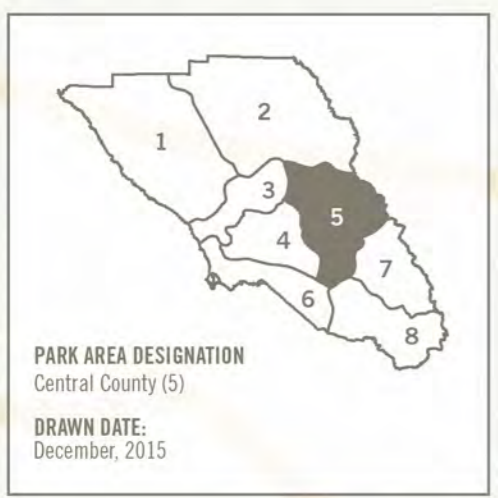 2
1
3
5
4
7
6
8
PARK AREA DESIGNATION
Central County (5)
DRAWN DATE:
December, 2015